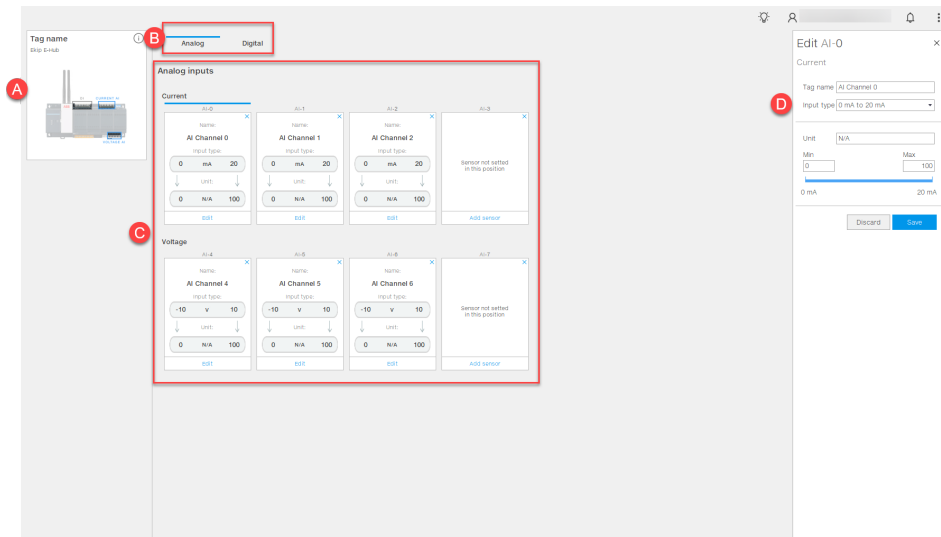 Tag name
Ekip E-Hub
DI CURRENT AI
VOLTAGE AI
A
B
Analog Digital
C
Analog inputs
Current
AI-0 AI-1 AI-2 AI-3
Name: Name: Name:
AI Channel 0 AI Channel 1 AI Channel 2
Input type: Input type: Input type:
Sensor not setted
in this position
0 mA 20 0 mA 20 0 mA 20
Unit: Unit: Unit:
0 N/A 100 0 N/A 100 0 N/A 100
Edit Edit Edit Add sensor
Voltage
AI-4 AI-5 AI-6 AI-7
Name: Name: Name:
AI Channel 4 AI Channel 5 AI Channel 6
Input type: Input type: Input type:
Sensor not setted
in this position
-10 V 10 -10 V 10 -10 V 10
Unit: Unit: Unit:
0 N/A 100 0 N/A 100 0 N/A 100
Edit Edit Edit Add sensor
D
Edit AI-0
Current
Tag name AI Channel 0
Input type 0 mA to 20 mA
Unit N/A
Min Max
0 100
0 mA 20 mA
Discard Save